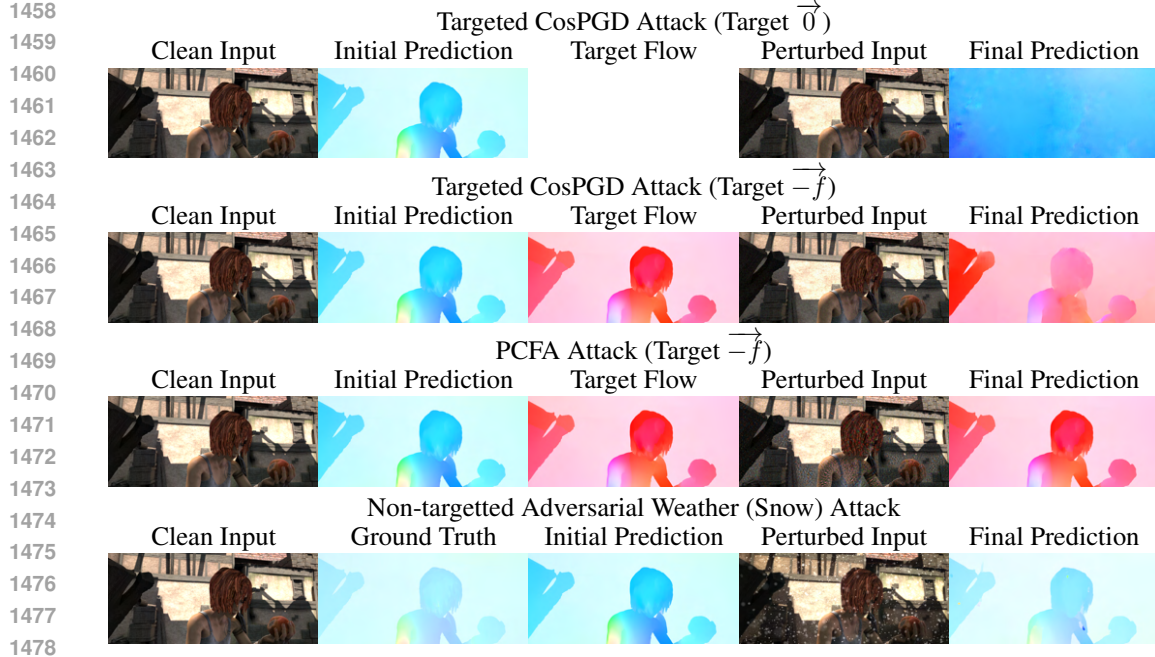 1458
Targeted CosPGD Attack (Target $\overrightarrow{0}$)
1459
Clean Input Initial Prediction Target Flow Perturbed Input Final Prediction
1460
1461
1462
1463
Targeted CosPGD Attack (Target $\overrightarrow{-f}$)
1464
Clean Input Initial Prediction Target Flow Perturbed Input Final Prediction
1465
1466
1467
1468
PCFA Attack (Target $\overrightarrow{-f}$)
1469
Clean Input Initial Prediction Target Flow Perturbed Input Final Prediction
1470
1471
1472
1473
Non-targetted Adversarial Weather (Snow) Attack
1474
Clean Input Ground Truth Initial Prediction Perturbed Input Final Prediction
1475
1476
1477
1478